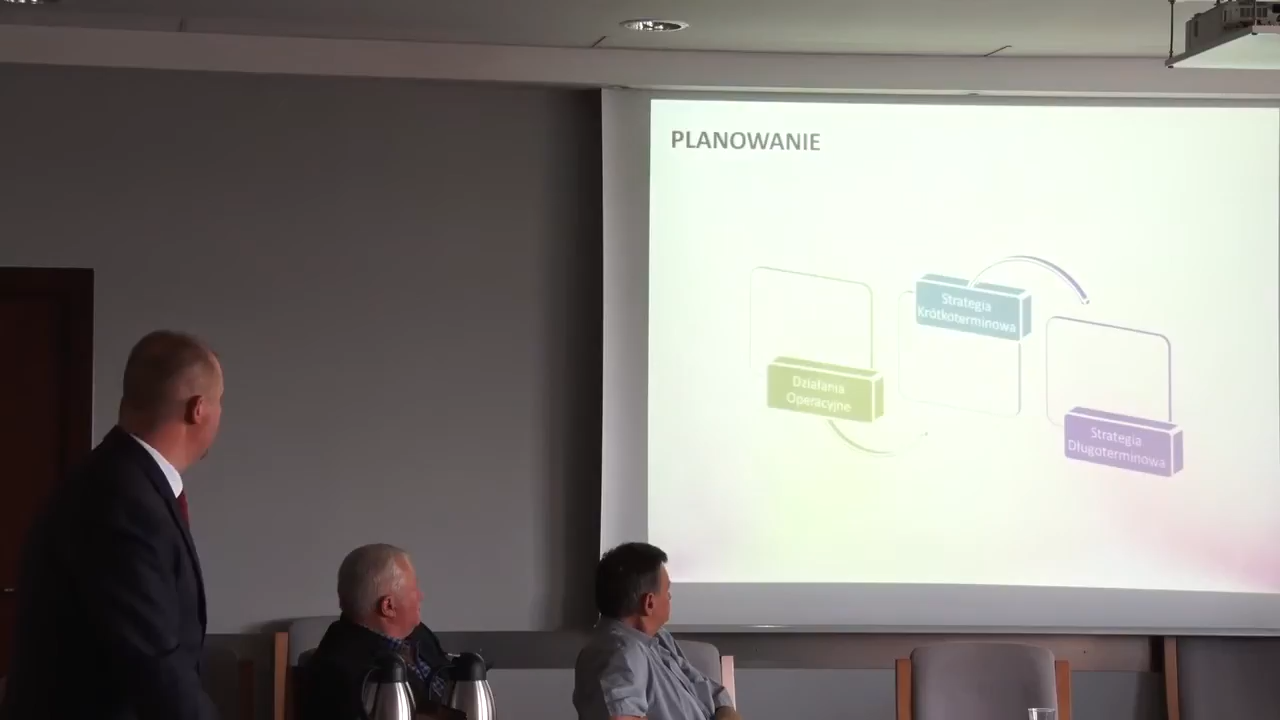 PLANOWANIE
Działania
Operacyjne
Strategia
Krótkoterminowa
Strategia
Długoterminowa